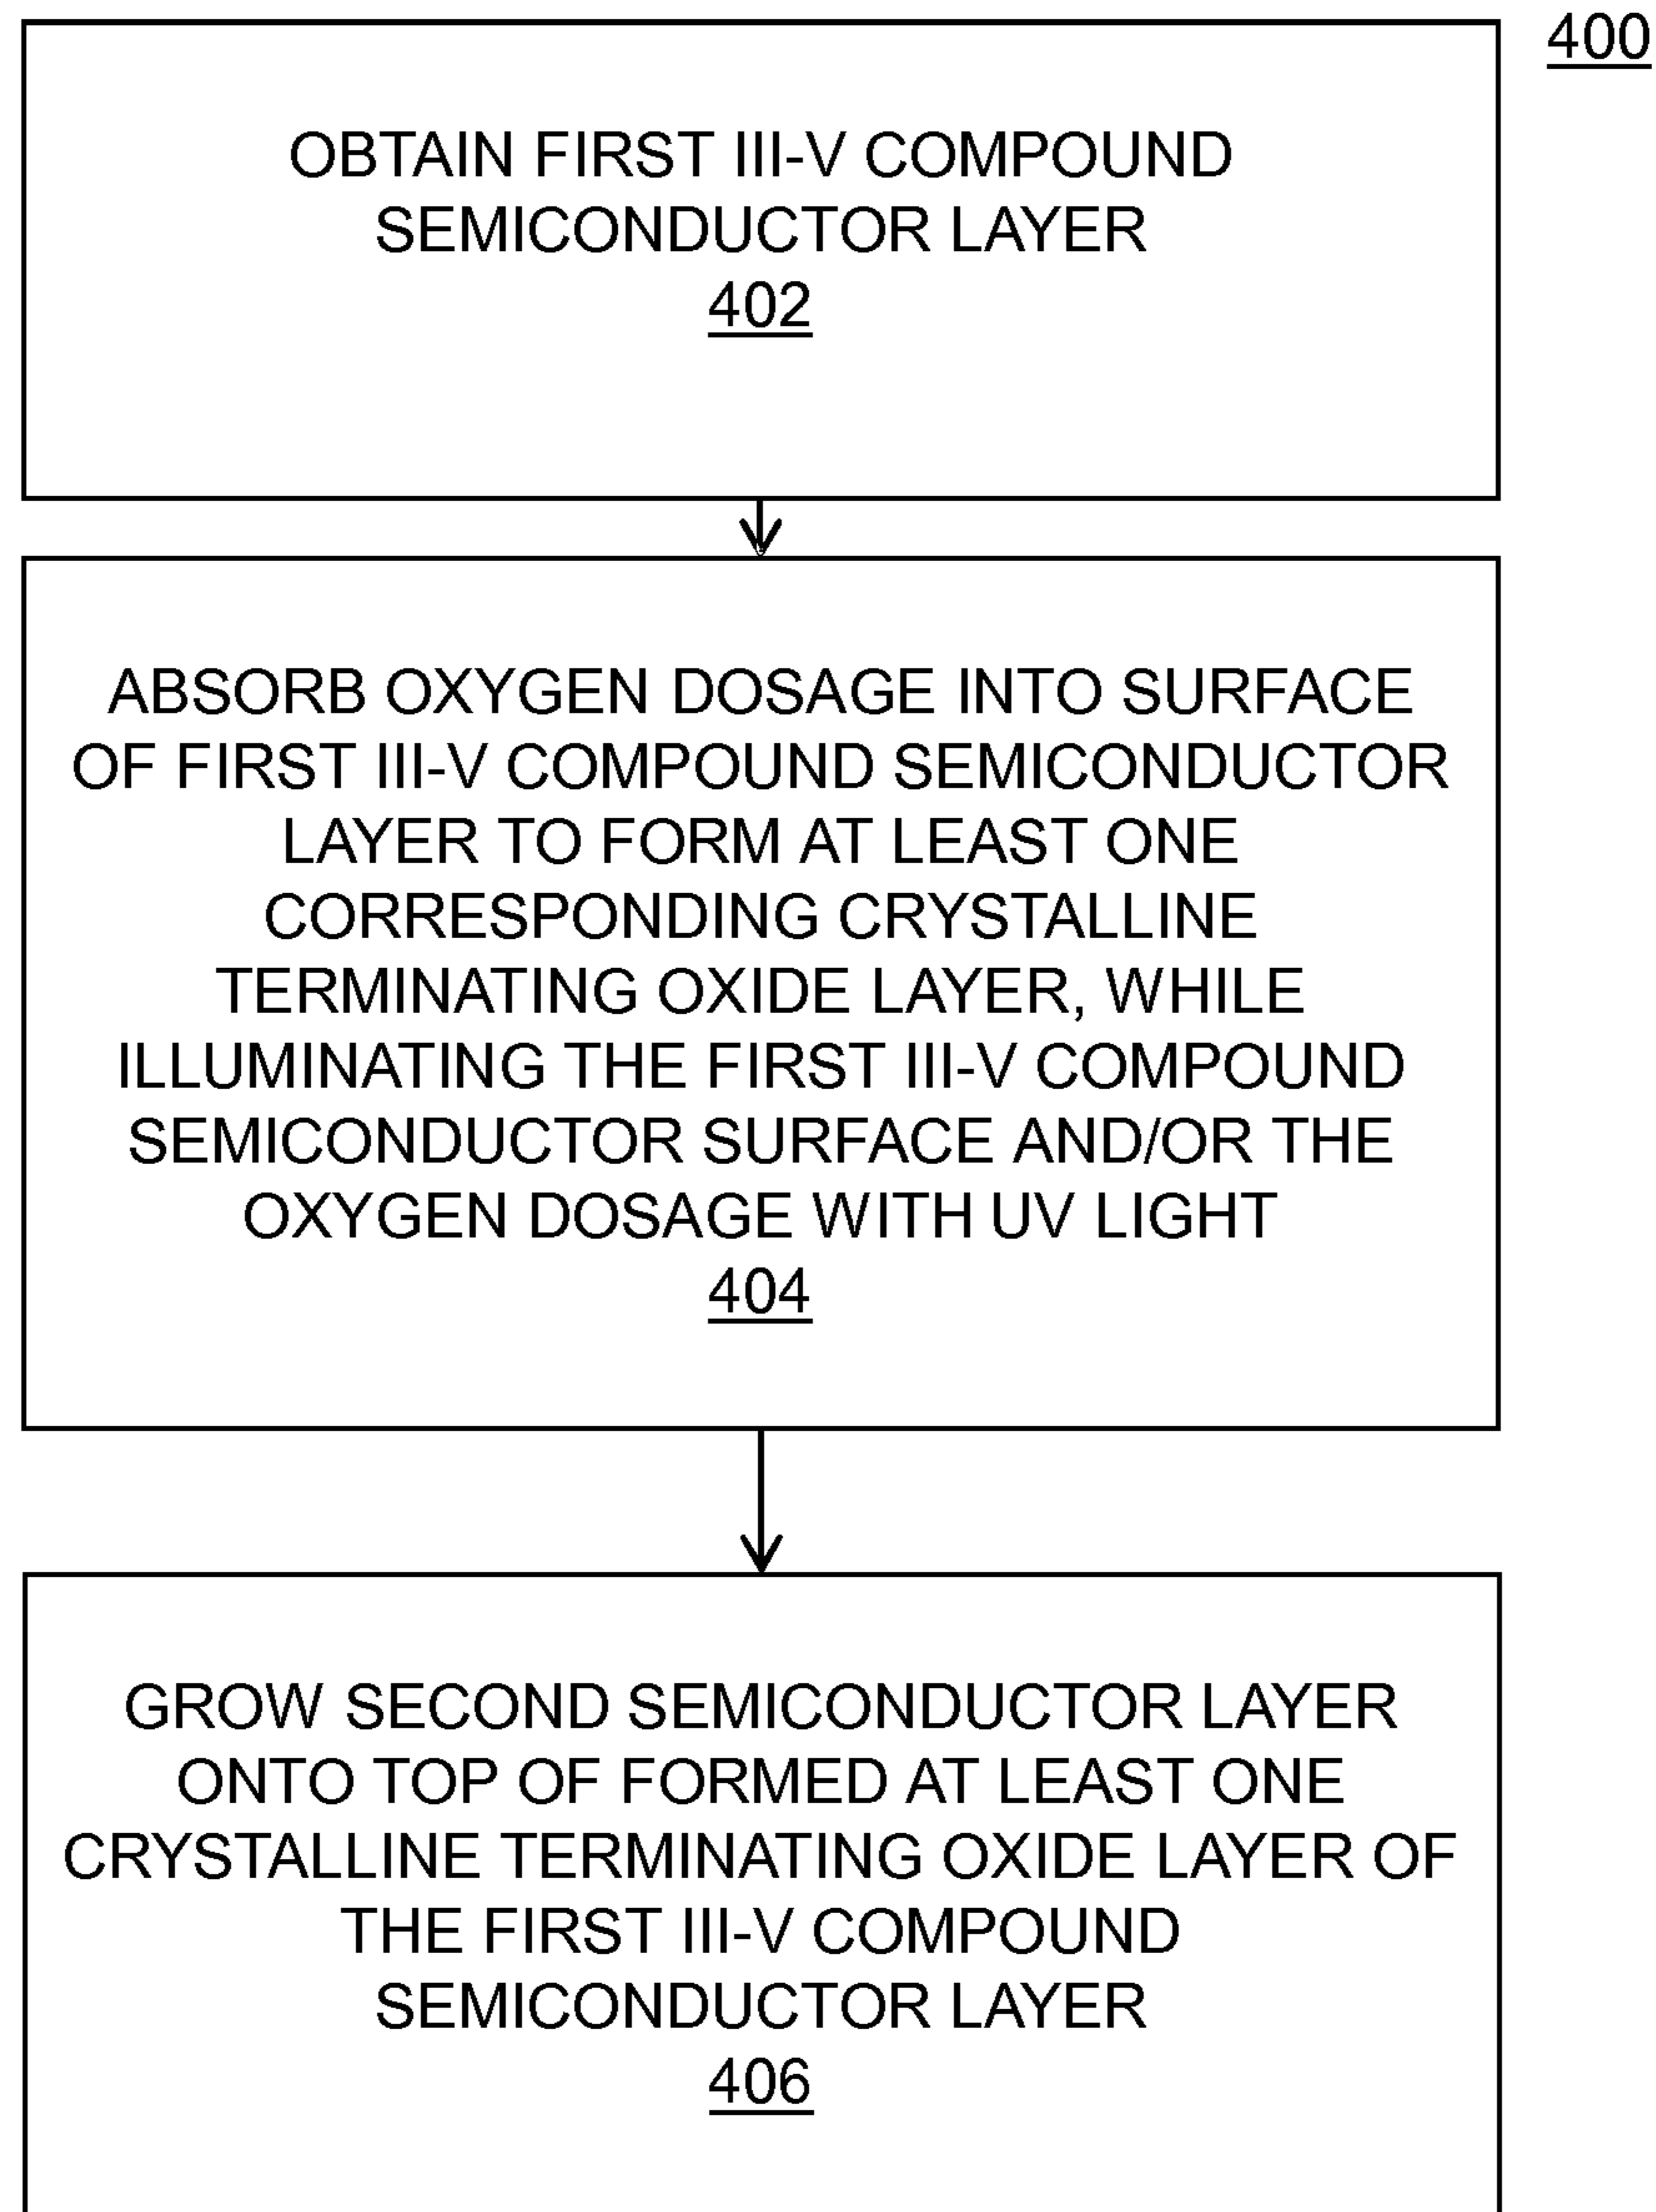 400
OBTAIN FIRST III-V COMPOUND
SEMICONDUCTOR LAYER
402
ABSORB OXYGEN DOSAGE INTO SURFACE
OF FIRST III-V COMPOUND SEMICONDUCTOR
LAYER TO FORM AT LEAST ONE
CORRESPONDING CRYSTALLINE
TERMINATING OXIDE LAYER, WHILE
ILLUMINATING THE FIRST III-V COMPOUND
SEMICONDUCTOR SURFACE AND/OR THE
OXYGEN DOSAGE WITH UV LIGHT
404
GROW SECOND SEMICONDUCTOR LAYER
ONTO TOP OF FORMED AT LEAST ONE
CRYSTALLINE TERMINATING OXIDE LAYER OF
THE FIRST III-V COMPOUND
SEMICONDUCTOR LAYER
406